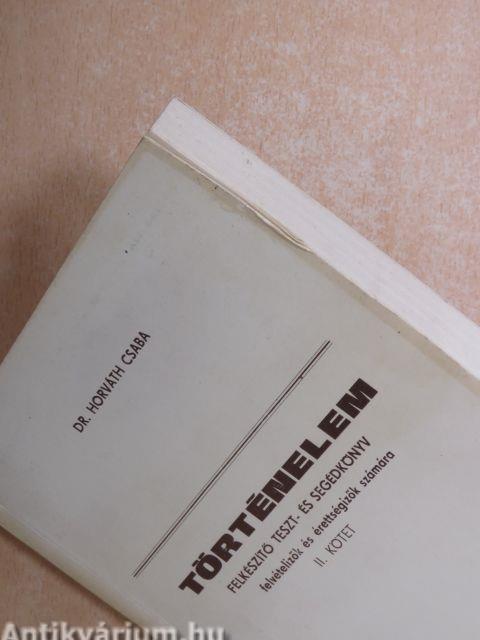 DR. HORVÁTH CSABA
TÖRTÉNELEM
FELKÉSZÍTŐ TESZT- ÉS SEGÉDKÖNYV
felvételizők és érettségizők számára
II. KÖTET
Antikvárium.hu